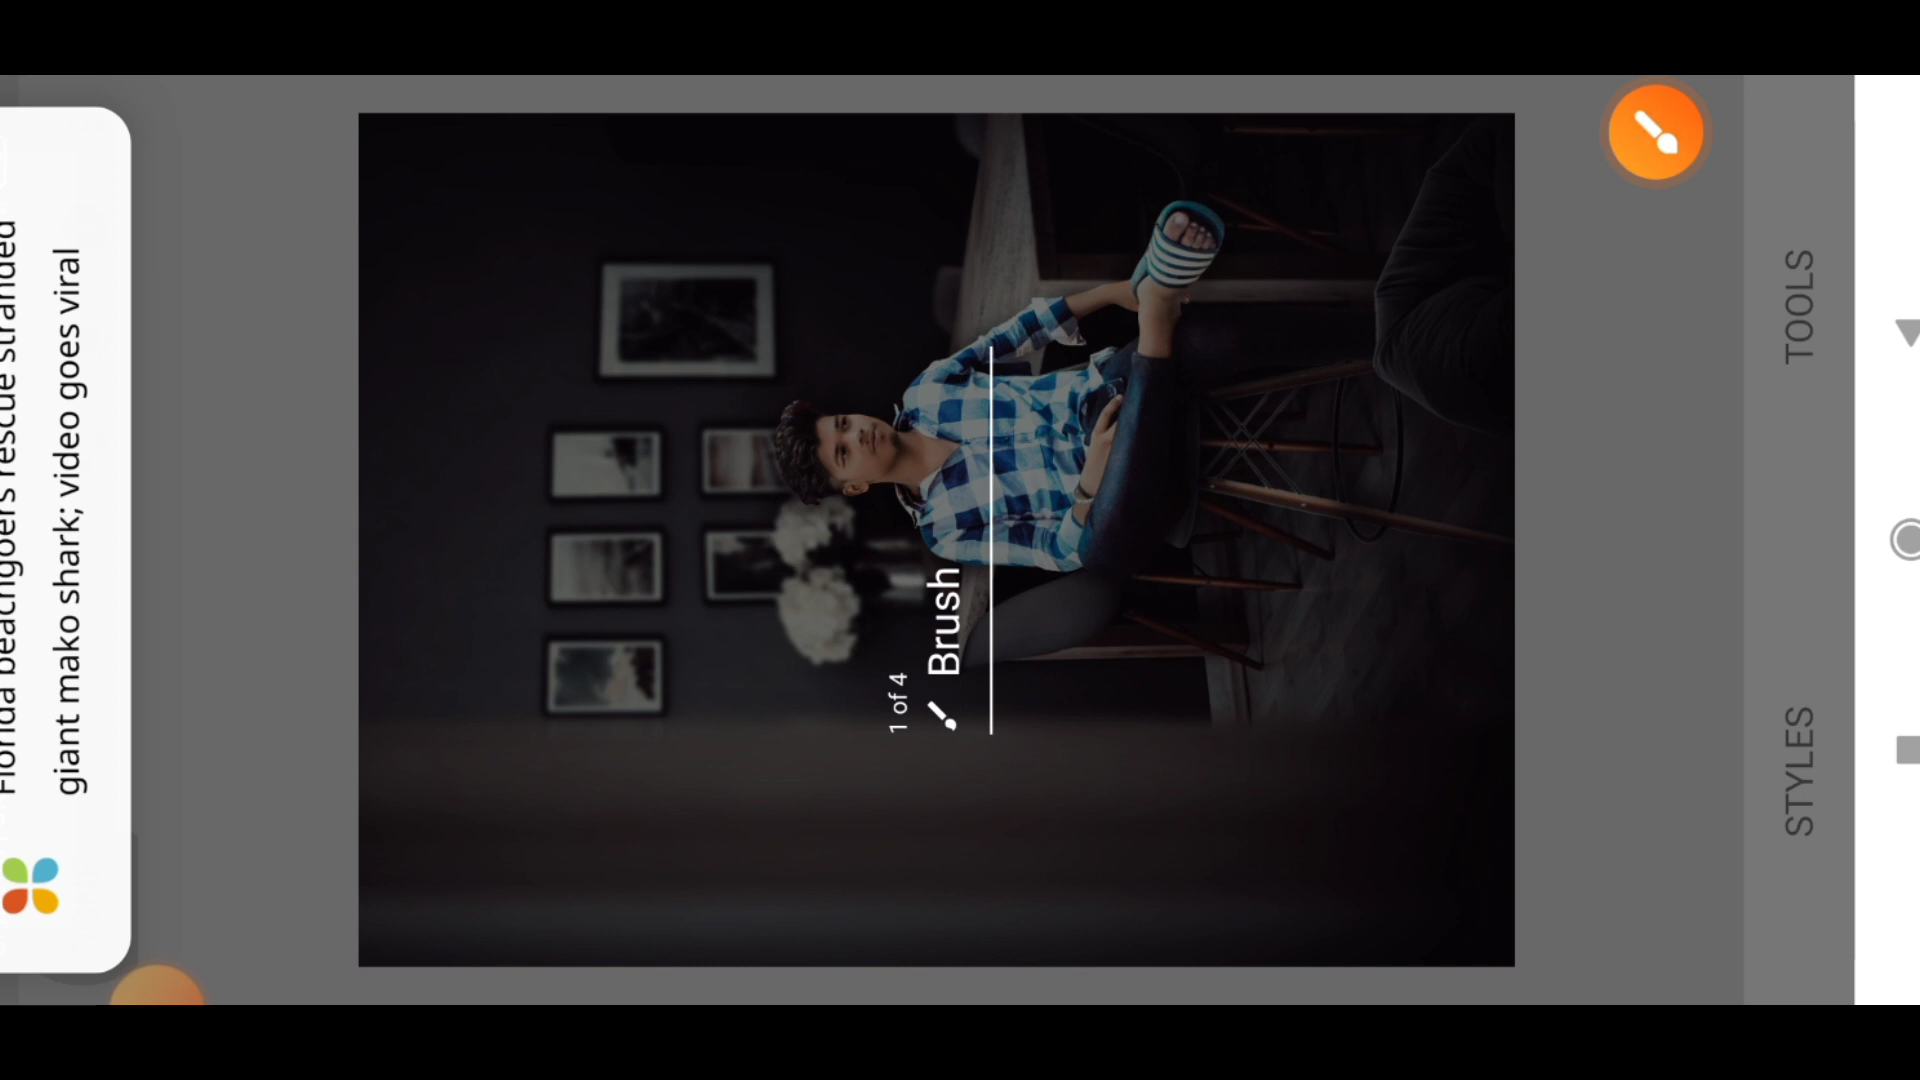 Florida beachgoers rescue stranded
giant mako shark; video goes viral
1 of 4
Brush
STYLES
TOOLS